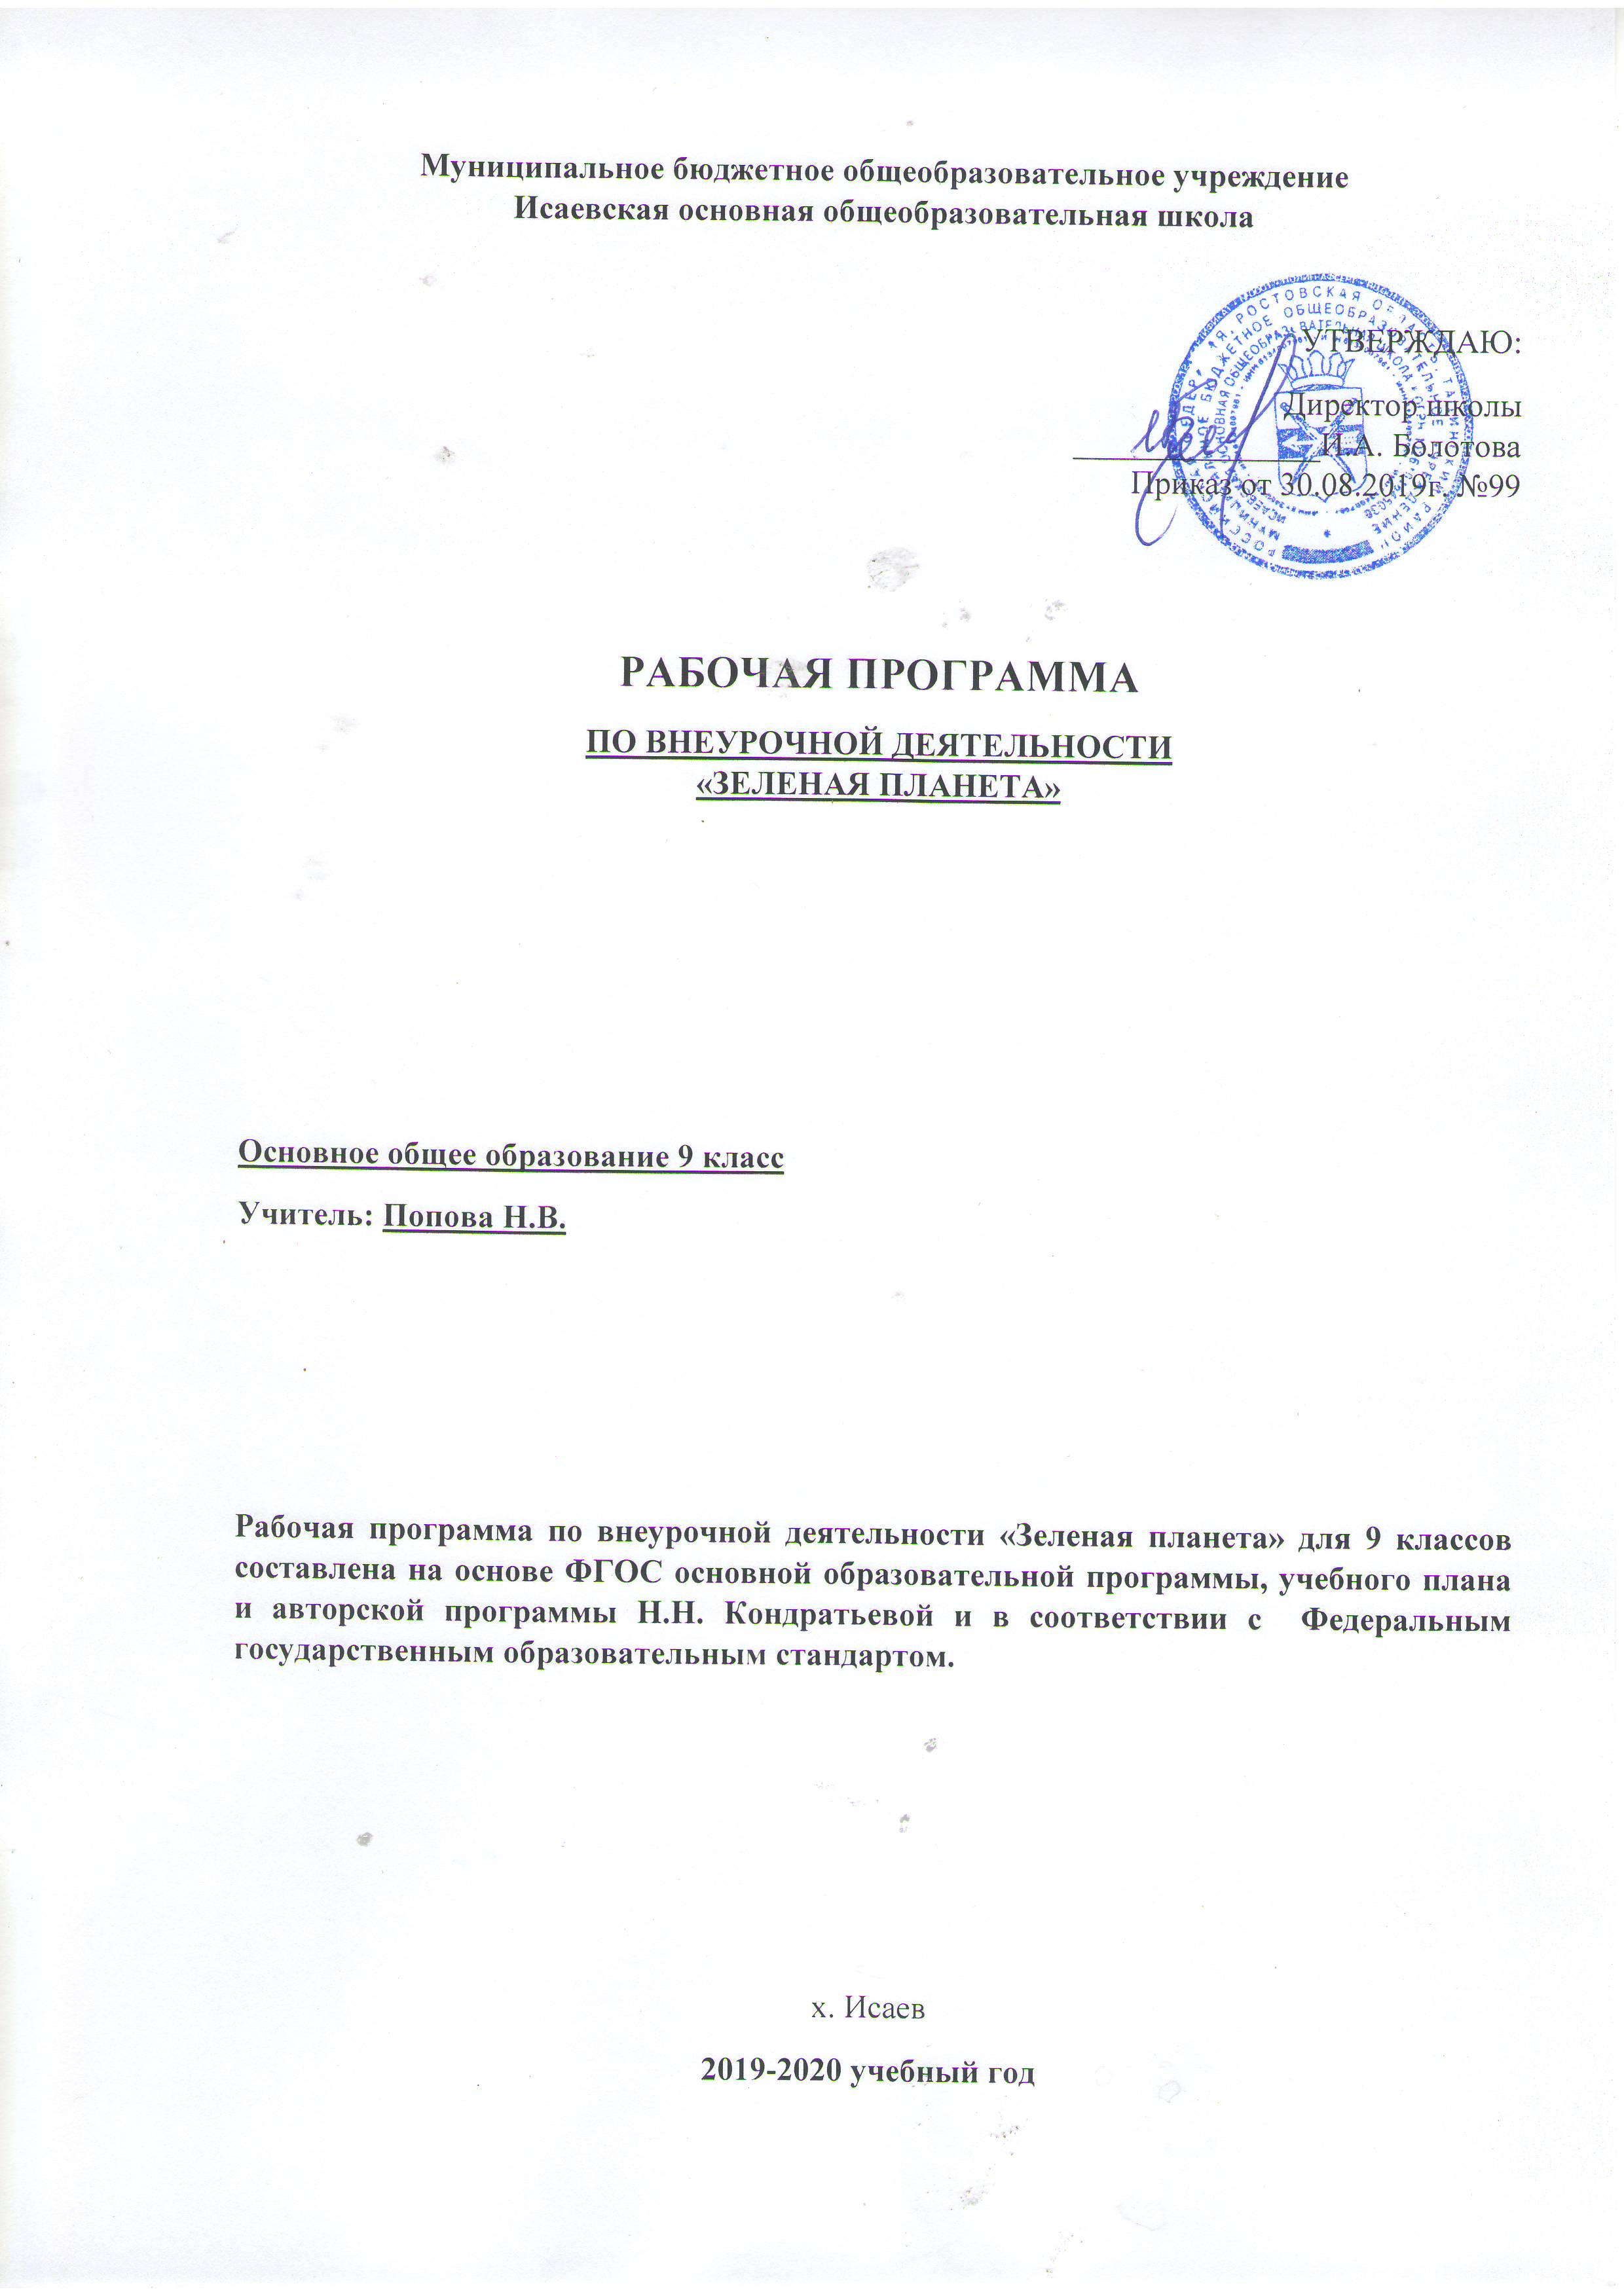 Муниципальное бюджетное общеобразовательное учреждение
Исаевская основная общеобразовательная школа
УТВЕРЖДАЮ:
Директор школы
И.А. Болотова
Приказ от 30.08.2019г. №99
РАБОЧАЯ ПРОГРАММА
ПО ВНЕУРОЧНОЙ ДЕЯТЕЛЬНОСТИ
«ЗЕЛЕНАЯ ПЛАНЕТА»
Основное общее образование 9 класс
Учитель: Попова Н.В.
Рабочая программа по внеурочной деятельности «Зеленая планета» для 9 классов
составлена на основе ФГОС основной образовательной программы, учебного плана
и авторской программы Н.Н. Кондратьевой и в соответствии с Федеральным
государственным образовательным стандартом.
х. Исаев
2019-2020 учебный год